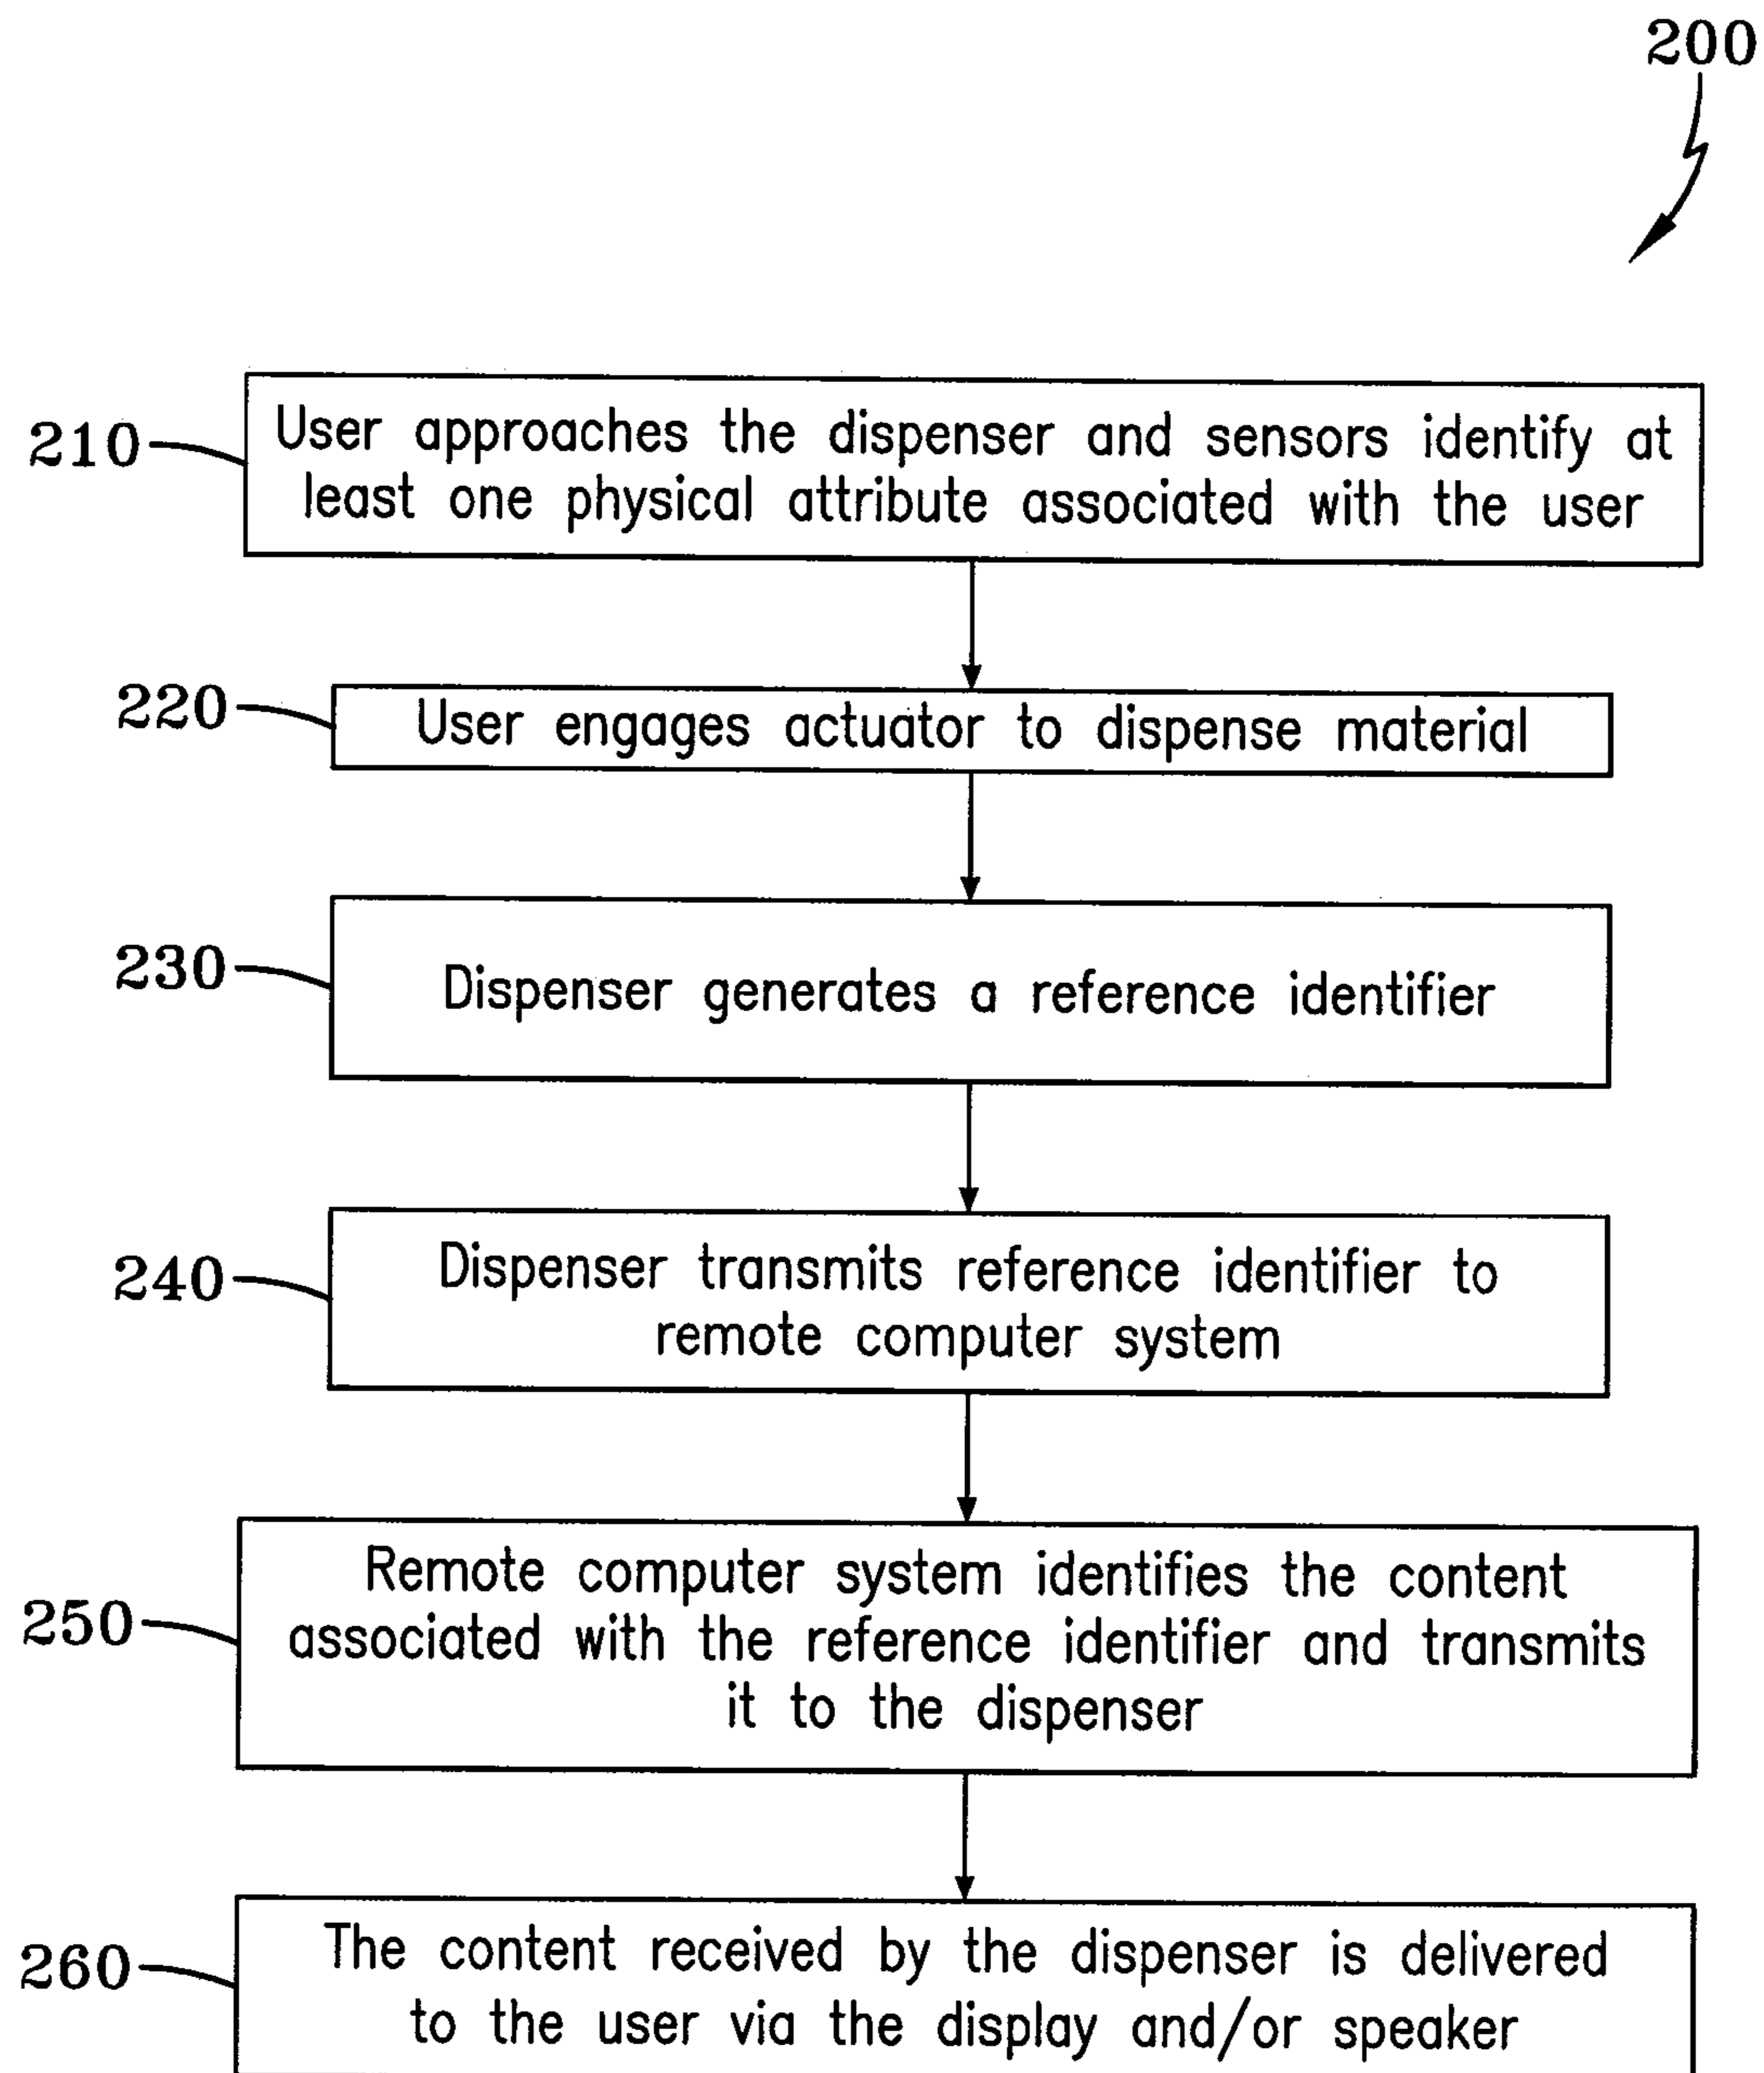 200
210
User approaches the dispenser and sensors identify at
least one physical attribute associated with the user
220
User engages actuator to dispense material
230
Dispenser generates a reference identifier
240
Dispenser transmits reference identifier to
remote computer system
250
Remote computer system identifies the content
associated with the reference identifier and transmits
it to the dispenser
260
The content received by the dispenser is delivered
to the user via the display and/or speaker